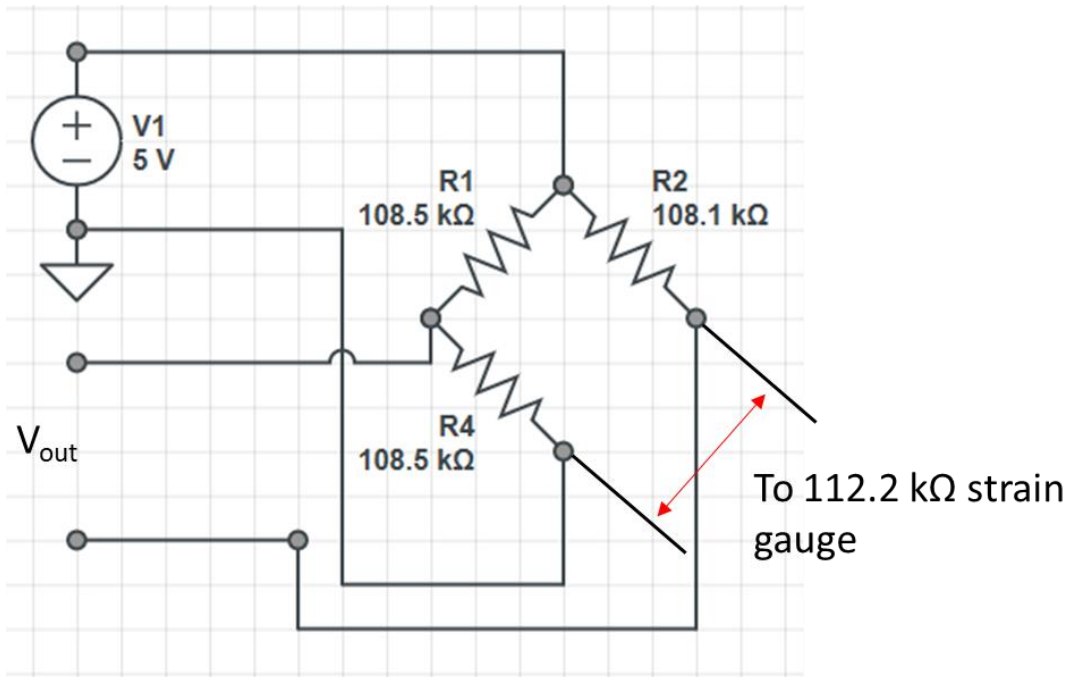 V1
5 V
R1
108.5 kΩ
R2
108.1 kΩ
R4
108.5 kΩ
Vout
To 112.2 kΩ strain
gauge